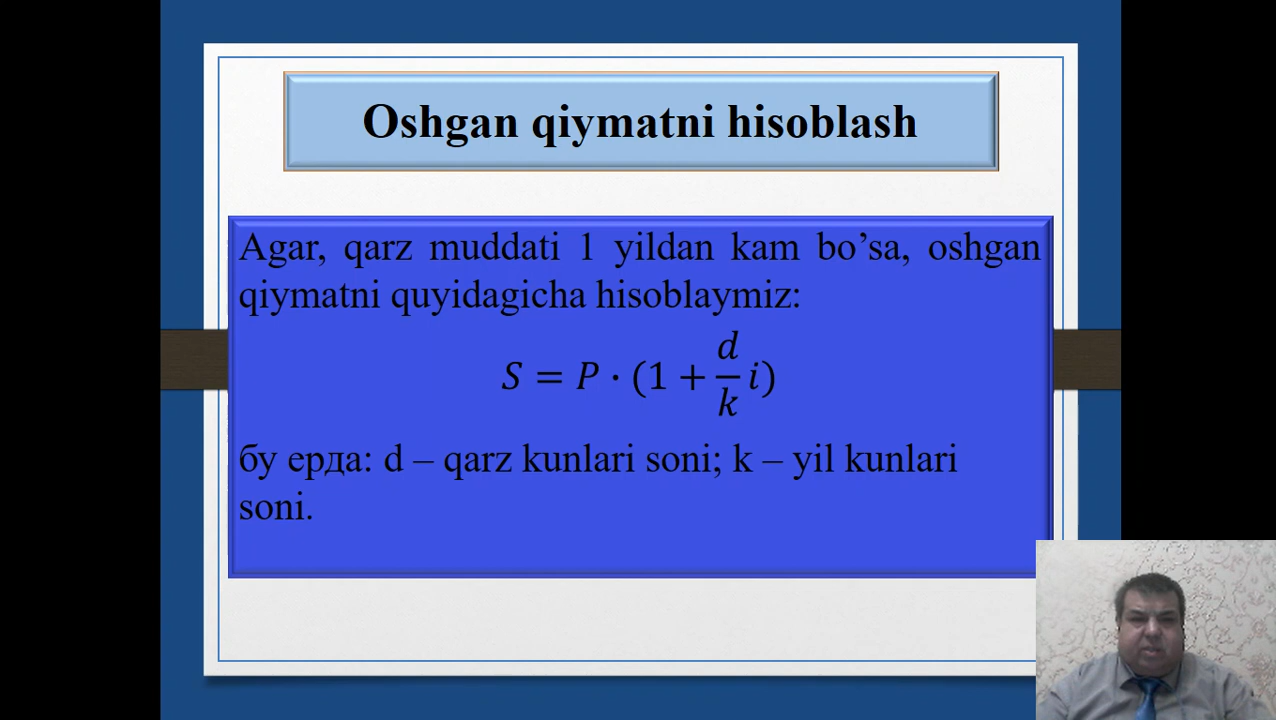 Oshgan qiymatni hisoblash
Agar, qarz muddati 1 yildan kam bo’sa, oshgan
qiymatni quyidagicha hisoblaymiz:
S = P · (1 + d/k i)
бу ерда: d – qarz kunlari soni; k – yil kunlari
soni.